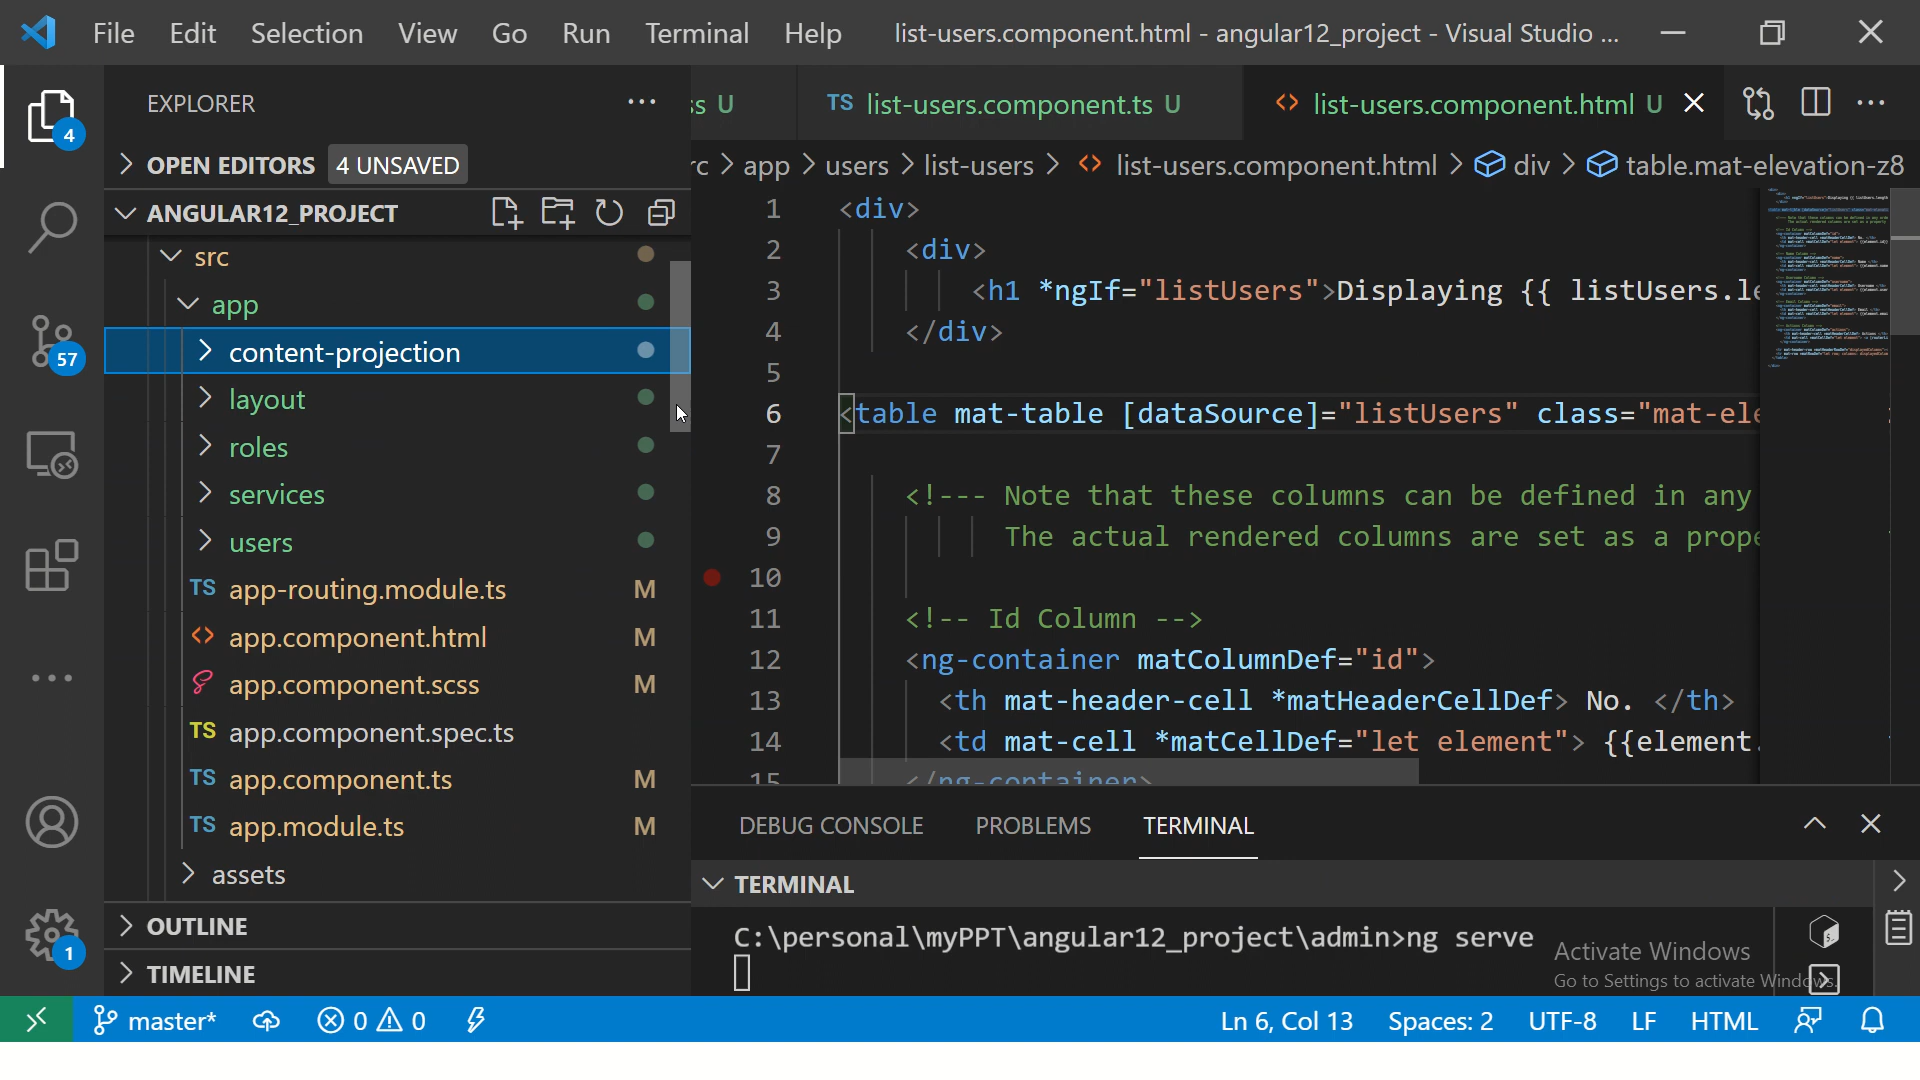 File Edit Selection View Go Run Terminal Help list-users.component.html - angular12_project - Visual Studio ...
EXPLORER
ss U
TS list-users.component.ts U
<> list-users.component.html U
4
OPEN EDITORS 4 UNSAVED
rc > app > users > list-users > <> list-users.component.html > div > table.mat-elevation-z8
ANGULAR12_PROJECT
src
app
content-projection
layout
roles
services
users
TS app-routing.module.ts M
<> app.component.html M
app.component.scss M
TS app.component.spec.ts
TS app.component.ts M
TS app.module.ts M
assets
OUTLINE
TIMELINE
57
1
1 <div>
2 <div>
3 <h1 *ngIf="listUsers">Displaying {{ listUsers.le
4 </div>
5
6 <table mat-table [dataSource]="listUsers" class="mat-ele
7
8 <!--- Note that these columns can be defined in any
9 The actual rendered columns are set as a prope
10
11 <!-- Id Column -->
12 <ng-container matColumnDef="id">
13 <th mat-header-cell *matHeaderCellDef> No. </th>
14 <td mat-cell *matCellDef="let element"> {{element.
15 </ng-container>
DEBUG CONSOLE PROBLEMS TERMINAL
TERMINAL
C:\personal\myPPT\angular12_project\admin>ng serve
Activate Windows
Go to Settings to activate Windows.
master* 0 0 Ln 6, Col 13 Spaces: 2 UTF-8 LF HTML